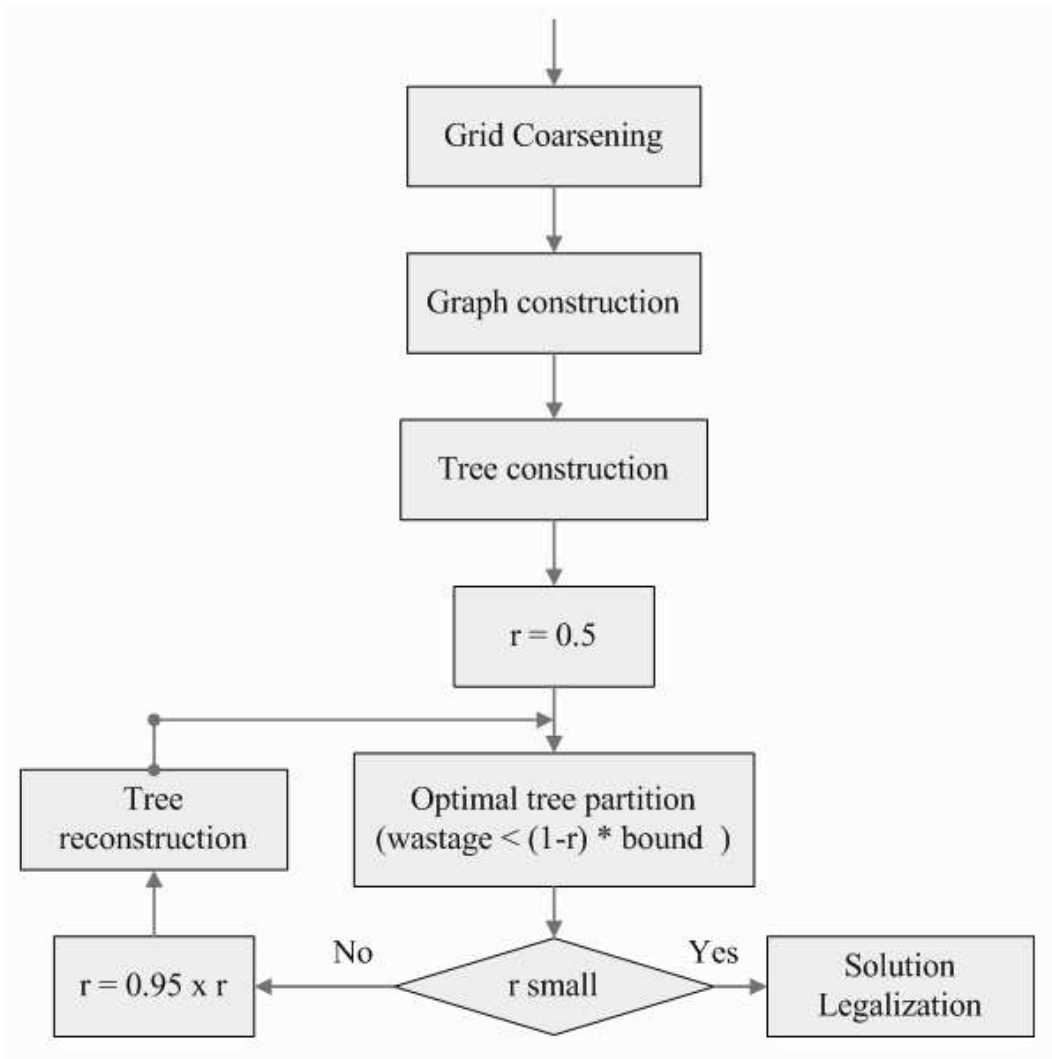 Grid Coarsening
Graph construction
Tree construction
r = 0.5
Optimal tree partition
(wastage < (1-r) * bound )
Tree
reconstruction
No
Yes
r = 0.95 x r
r small
Solution
Legalization